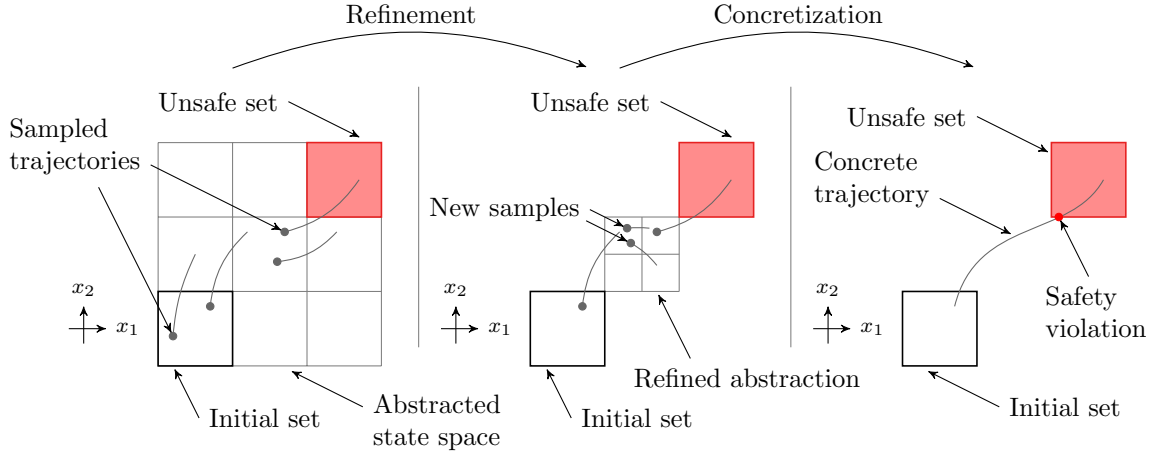 Refinement
Concretization
Unsafe set
Sampled
trajectories
x₂
x₁
Initial set
Abstracted
state space
Unsafe set
New samples
x₂
x₁
Refined abstraction
Initial set
Unsafe set
Concrete
trajectory
x₂
x₁
Safety
violation
Initial set